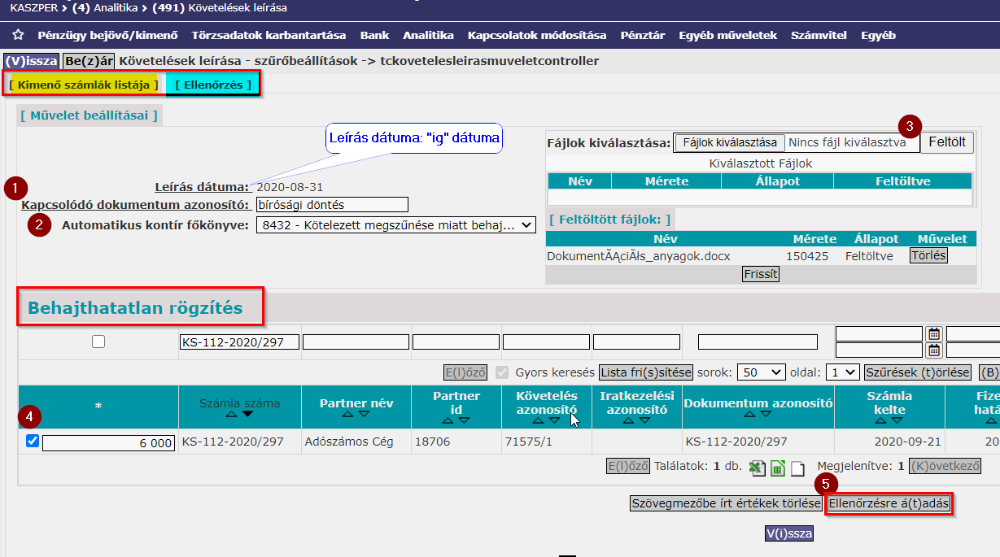 KASZPER > (4) Analitika > (491) Követelések leírása
Pénzügy bejövő/kimenő Törzsadatok karbantartása Bank Analitika Kapcsolatok módosítása Pénztár Egyéb műveletek Számvitel Egyéb
(V)issza Be(z)ár Követelések leírása - szűrőbeállítások -> tckovetelesleirasmuveletcontroller
[ Kimenő számlák listája ] [ Ellenőrzés ]
[ Művelet beállításai ]
Leírás dátuma: "ig" dátuma
3
Fájlok kiválasztása: Fájlok kiválasztása Nincs fájl kiválasztva Feltölt
Kiválasztott Fájlok
Név Mérete Állapot Feltöltve
1
Leírás dátuma: 2020-08-31
Kapcsolódó dokumentum azonosító: bírósági döntés
2
Automatikus kontír főkönyve: 8432 - Kötelezett megszűnése miatt behaj...
[ Feltöltött fájlok: ]
Név Mérete Állapot Művelet
DokumentĂĄciĂłs_anyagok.docx 150425 Feltöltve Törlés
Frissít
Behajthatatlan rögzítés
KS-112-2020/297
E(l)őző Gyors keresés Lista fri(s)sítése sorok: 50 oldal: 1 Szűrések (t)örlése (B)
* Számla száma Partner név Partner id Követelés azonosító Iratkezelési azonosító Dokumentum azonosító Számla kelte Fize hatá
4
6 000 KS-112-2020/297 Adószámos Cég 18706 71575/1 KS-112-2020/297 2020-09-21 20
E(l)őző Találatok: 1 db. Megjelenítve: 1 (K)övetkező
5
Szövegmezőbe írt értékek törlése Ellenőrzésre á(t)adás
V(i)ssza